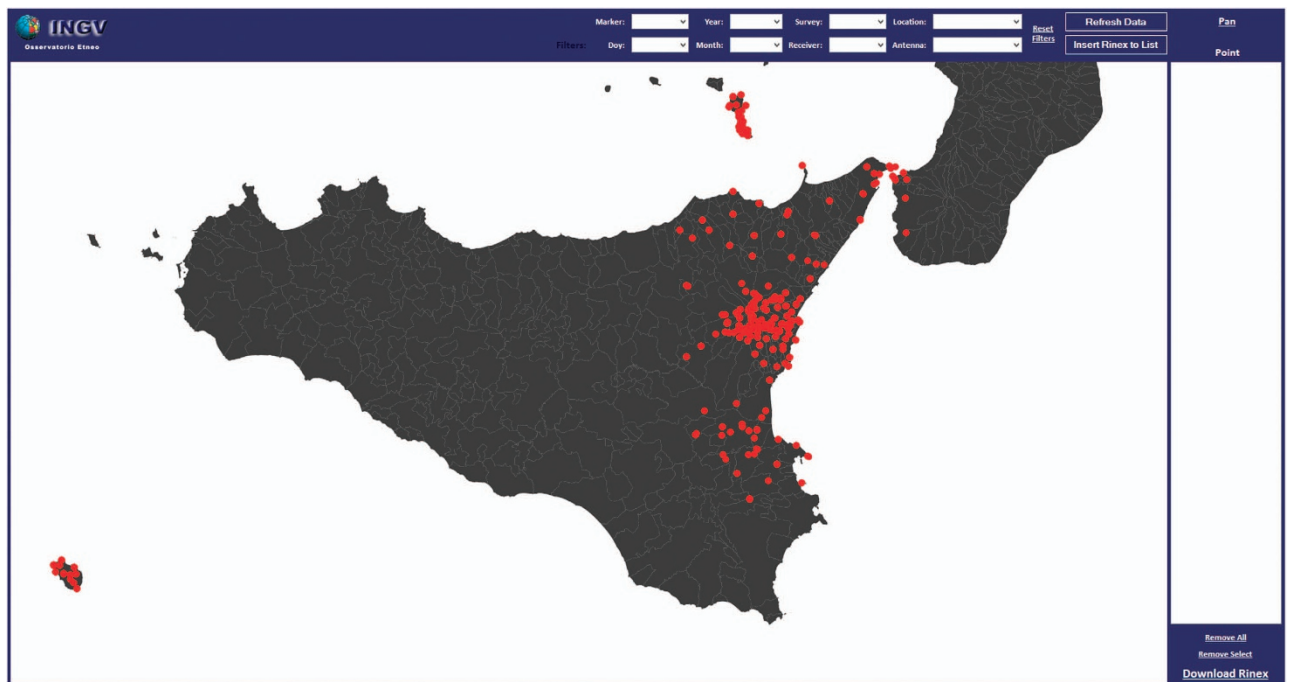 INGV
Osservatorio Etneo
Marker: Year: Survey: Location:
Filters: Doy: Month: Receiver: Antenna:
Reset
Filters
Refresh Data
Insert Rinex to List
Pan
Point
Remove All
Remove Select
Download Rinex